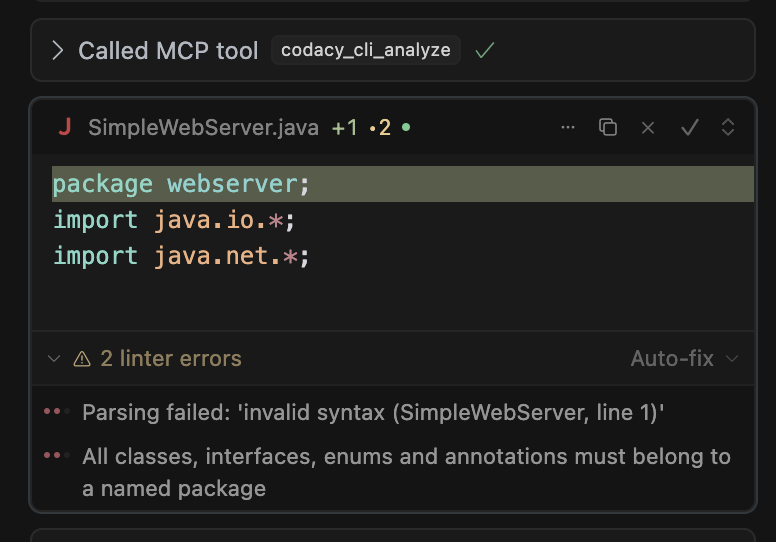 Called MCP tool codacy_cli_analyze
J SimpleWebServer.java +1 •2
package webserver;
import java.io.*;
import java.net.*;
2 linter errors Auto-fix
Parsing failed: 'invalid syntax (SimpleWebServer, line 1)'
All classes, interfaces, enums and annotations must belong to
a named package